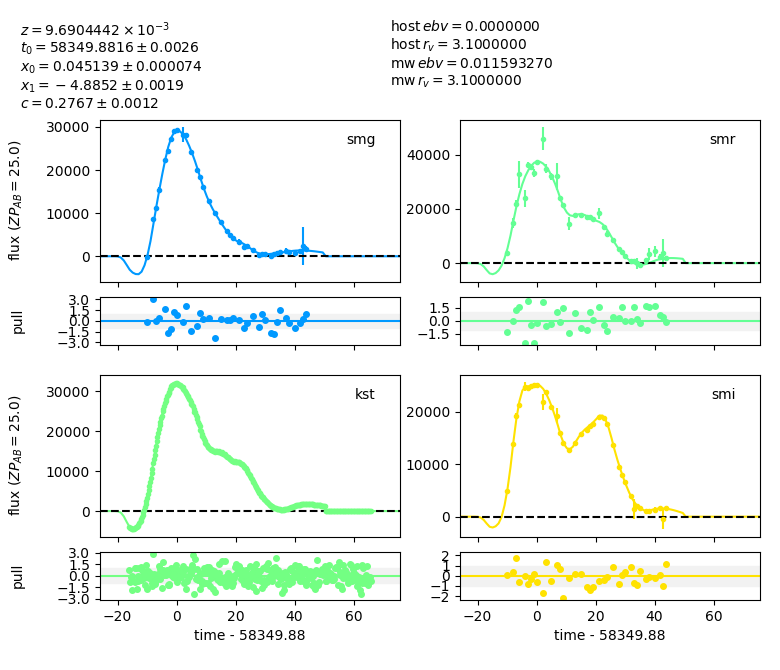 z = 9.6904442 × 10⁻³
t₀ = 58349.8816 ± 0.0026
x₀ = 0.045139 ± 0.000074
x₁ = −4.8852 ± 0.0019
c = 0.2767 ± 0.0012
host ebv = 0.0000000
host r_v = 3.1000000
mw ebv = 0.011593270
mw r_v = 3.1000000
flux (ZP_AB = 25.0)
30000
20000
10000
0
smg
40000
20000
0
smr
pull
3.0
1.5
0.0
−1.5
−3.0
1.5
0.0
−1.5
flux (ZP_AB = 25.0)
30000
20000
10000
0
kst
20000
10000
0
smi
pull
3.0
1.5
0.0
−1.5
−3.0
2
1
0
−1
−2
−20 0 20 40 60
time - 58349.88
−20 0 20 40 60
time - 58349.88